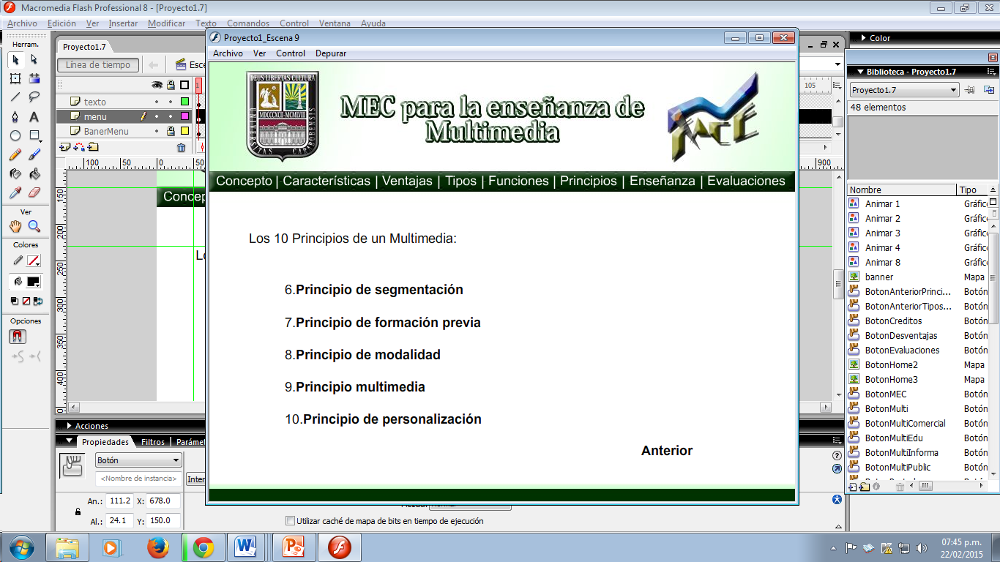 Macromedia Flash Professional 8 - [Proyecto1.7]
Archivo Edición Ver Insertar Modificar Texto Comandos Control Ventana Ayuda
Herram.
Ver
Colores
Opciones
Proyecto1.7
Línea de tiempo
Esce
1
105
texto
menu
BanerMenu
100 50 0 50
900
150
200
250
300
350
400
0
Concep
Lo
Proyecto1_Escena 9
Archivo Ver Control Depurar
DEUS LIBERTAS CULTURA
MDCCCXCII-MCMLVIII
MEC para la enseñanza de
Multimedia
FACE
Concepto | Características | Ventajas | Tipos | Funciones | Principios | Enseñanza | Evaluaciones
Los 10 Principios de un Multimedia:
6.Principio de segmentación
7.Principio de formación previa
8.Principio de modalidad
9.Principio multimedia
10.Principio de personalización
Anterior
Color
Biblioteca - Proyecto1.7
Proyecto1.7
48 elementos
Nombre Tipo
Animar 1 Gráfic
Animar 2 Gráfic
Animar 3 Gráfic
Animar 4 Gráfic
Animar 8 Gráfic
banner Mapa
BotonAnteriorPrinci... Botón
BotonAnteriorTipos... Botón
BotonCreditos Botón
BotonDesventajas Botón
BotonEvaluaciones Botón
BotonHome2 Mapa
BotonHome3 Mapa
BotonMEC Botón
BotonMulti Botón
BotonMultiComercial Botón
BotonMultiEdu Botón
BotonMultiInforma Botón
BotonMultiPublic Botón
Acciones
Propiedades Filtros Parámet
Botón
<Nombre de instancia>
Inter
An.: 111.2 X: 678.0
Al.: 24.1 Y: 150.0
Utilizar caché de mapa de bits en tiempo de ejecución
07:45 p.m.
22/02/2015